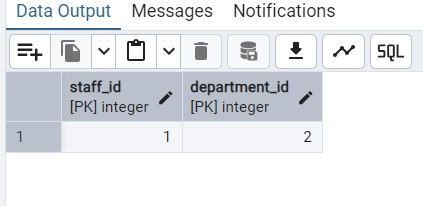 Data Output Messages Notifications
SQL
staff_id department_id
[PK] integer [PK] integer
1 1 2